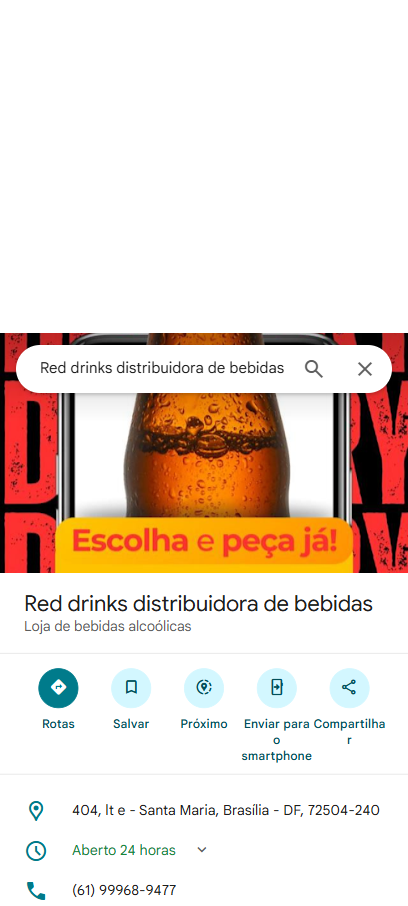 Red drinks distribuidora de bebidas
Escolha e peça já!
Red drinks distribuidora de bebidas
Loja de bebidas alcoólicas
Rotas
Salvar
Próximo
Enviar para o smartphone
Compartilhar
404, lt e - Santa Maria, Brasília - DF, 72504-240
Aberto 24 horas
(61) 99968-9477